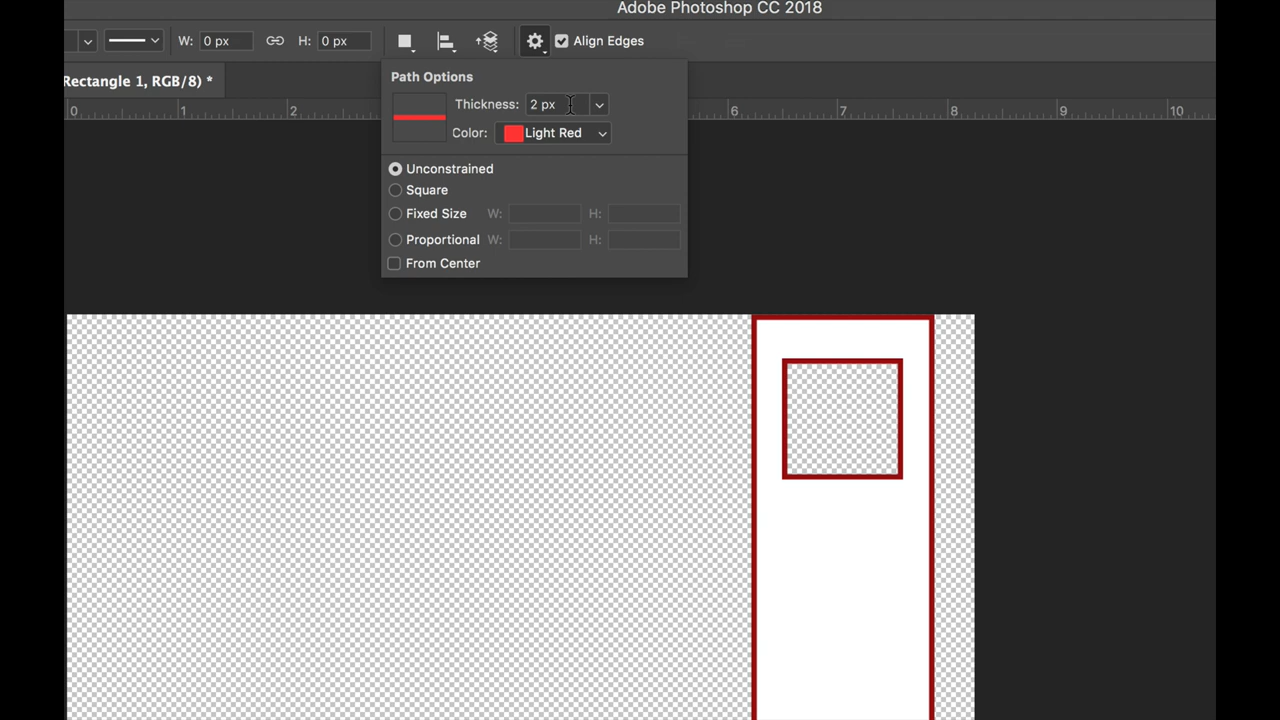 Adobe Photoshop CC 2018
W: 0 px H: 0 px Align Edges
Rectangle 1, RGB/8) *
Path Options
0 1 2 6 7 8 9 10
Thickness: 2 px
Color: Light Red
Unconstrained
Square
Fixed Size W: H:
Proportional W: H:
From Center